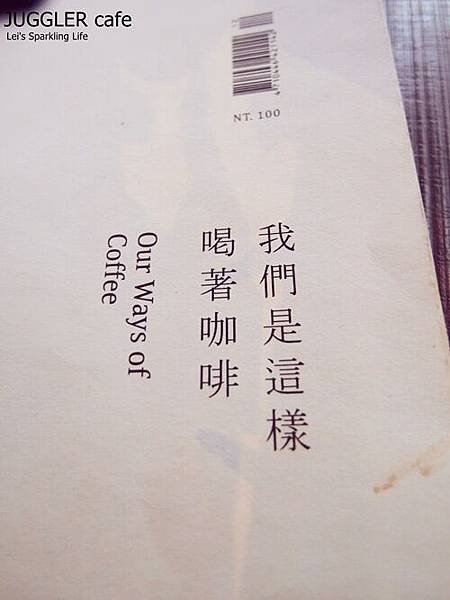 JUGGLER cafe
Lei's Sparkling Life
NT. 100
我們是這樣
喝著咖啡
Our Ways of
Coffee